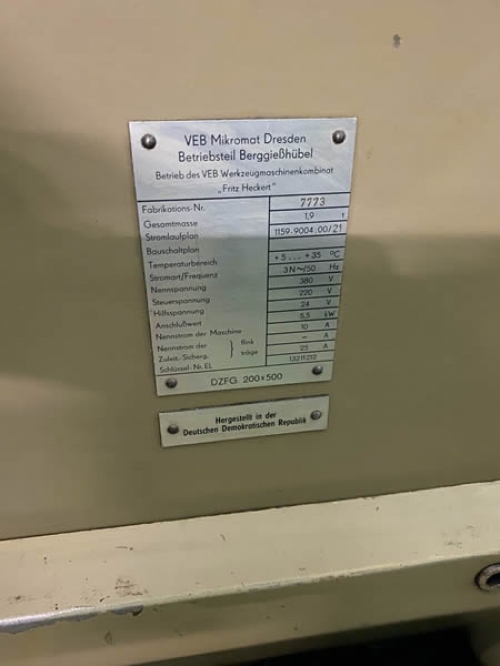 VEB Mikromat Dresden
Betriebsteil Berggießhübel
Betrieb des VEB Werkzeugmaschinenkombinat
„Fritz Heckert"
Fabrikations-Nr. 7773
Gesamtmasse 1,9 t
Stromlaufplan 1159-9004:00/21
Bauschaltplan
Temperaturbereich +5 ... +35 °C
Stromart/Frequenz 3N~/50 Hz
Nennspannung 380 V
Steuerspannung 220 V
Hilfsspannung 24 V
Anschlußwert 5,5 kW
Nennstrom der Maschine 10 A
Nennstrom der } flink – A
Zuleit.-Sicherg. } träge 25 A
Schlüssel-Nr. EL 13211212
DZFG 200×500
Hergestellt in der
Deutschen Demokratischen Republik